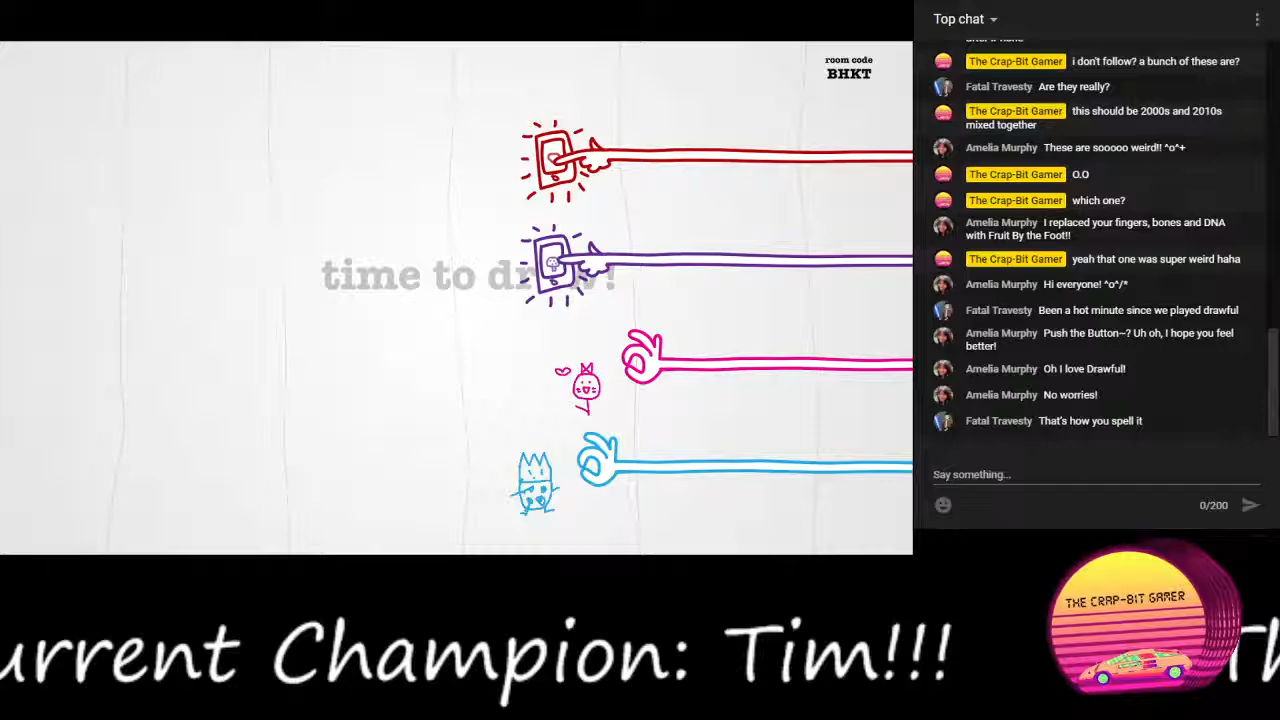 room code
BHKT
time to draw!
Top chat
The Crap-Bit Gamer i don't follow? a bunch of these are?
Fatal Travesty Are they really?
The Crap-Bit Gamer this should be 2000s and 2010s
mixed together
Amelia Murphy These are sooooo weird!! ^o^+
The Crap-Bit Gamer O.O
The Crap-Bit Gamer which one?
Amelia Murphy I replaced your fingers, bones and DNA
with Fruit By the Foot!!
The Crap-Bit Gamer yeah that one was super weird haha
Amelia Murphy Hi everyone! ^o^/*
Fatal Travesty Been a hot minute since we played drawful
Amelia Murphy Push the Button~? Uh oh, I hope you feel
better!
Amelia Murphy Oh I love Drawful!
Amelia Murphy No worries!
Fatal Travesty That's how you spell it
Say something...
0/200
urrent Champion: Tim!!!
THE CRAP-BIT GAMER
Th